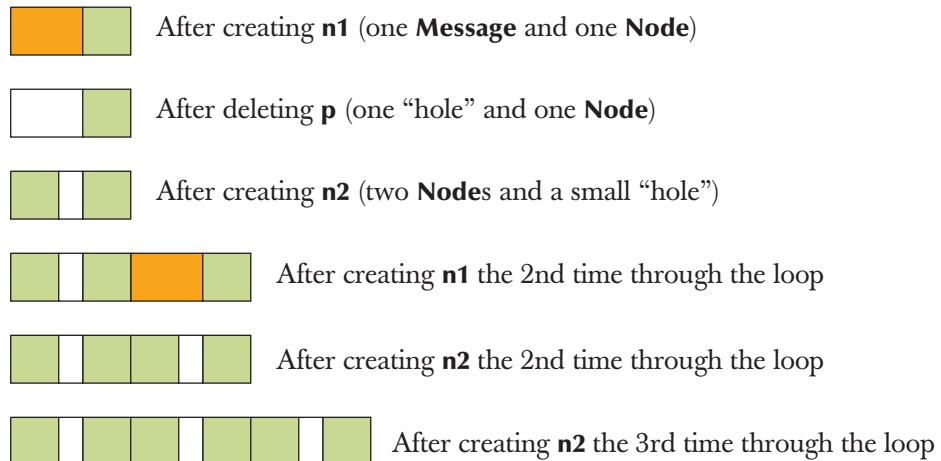 After creating n1 (one Message and one Node)
After deleting p (one “hole” and one Node)
After creating n2 (two Nodes and a small “hole”)
After creating n1 the 2nd time through the loop
After creating n2 the 2nd time through the loop
After creating n2 the 3rd time through the loop